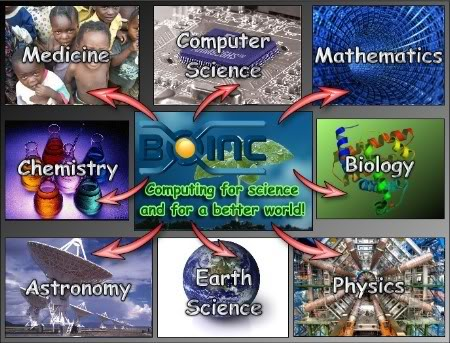 Medicine
Computer
Science
Mathematics
Chemistry
BOINC
Computing for science
and for a better world!
Biology
Astronomy
Earth
Science
Physics